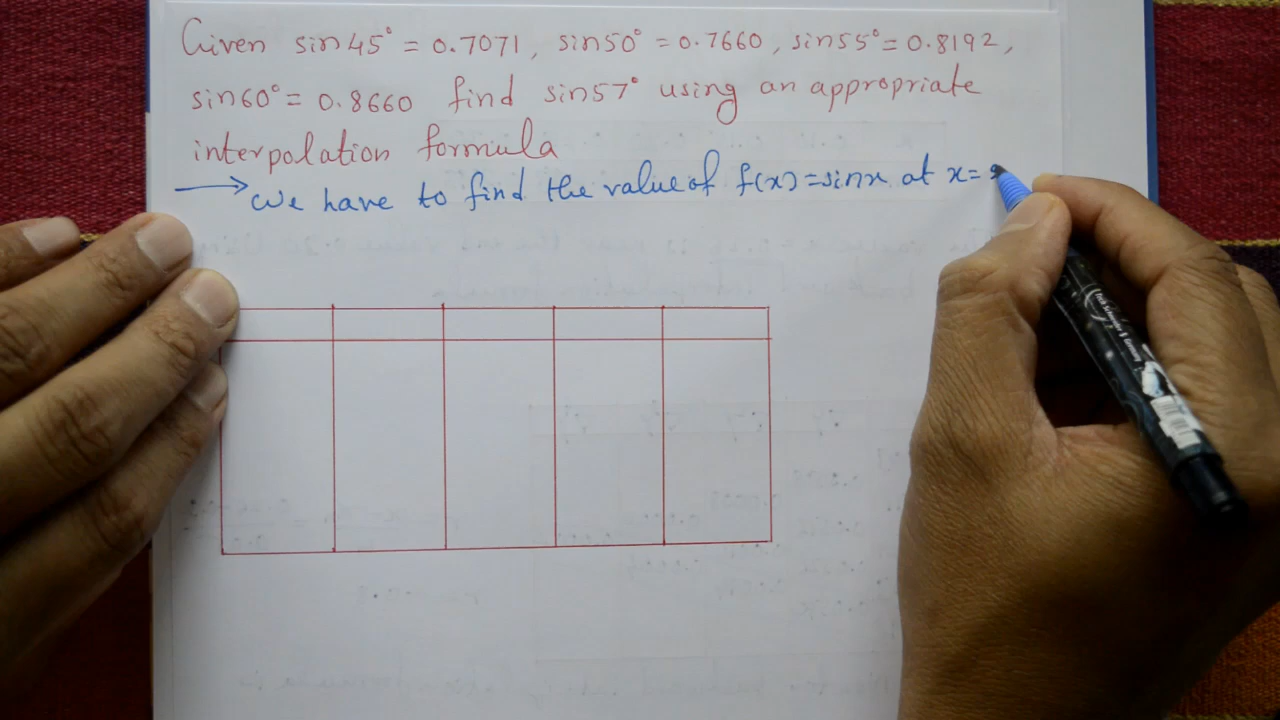 Given sin45° = 0.7071, sin50° = 0.7660, sin55° = 0.8192,
sin60° = 0.8660 find sin57° using an appropriate
interpolation formula
→ We have to find the value of f(x) = sinx at x=